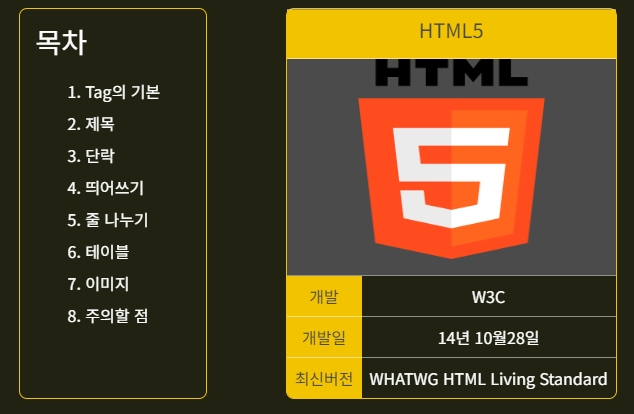 목차
1. Tag의 기본
2. 제목
3. 단락
4. 띄어쓰기
5. 줄 나누기
6. 테이블
7. 이미지
8. 주의할 점
HTML5
HTML
5
개발 W3C
개발일 14년 10월28일
최신버전 WHATWG HTML Living Standard